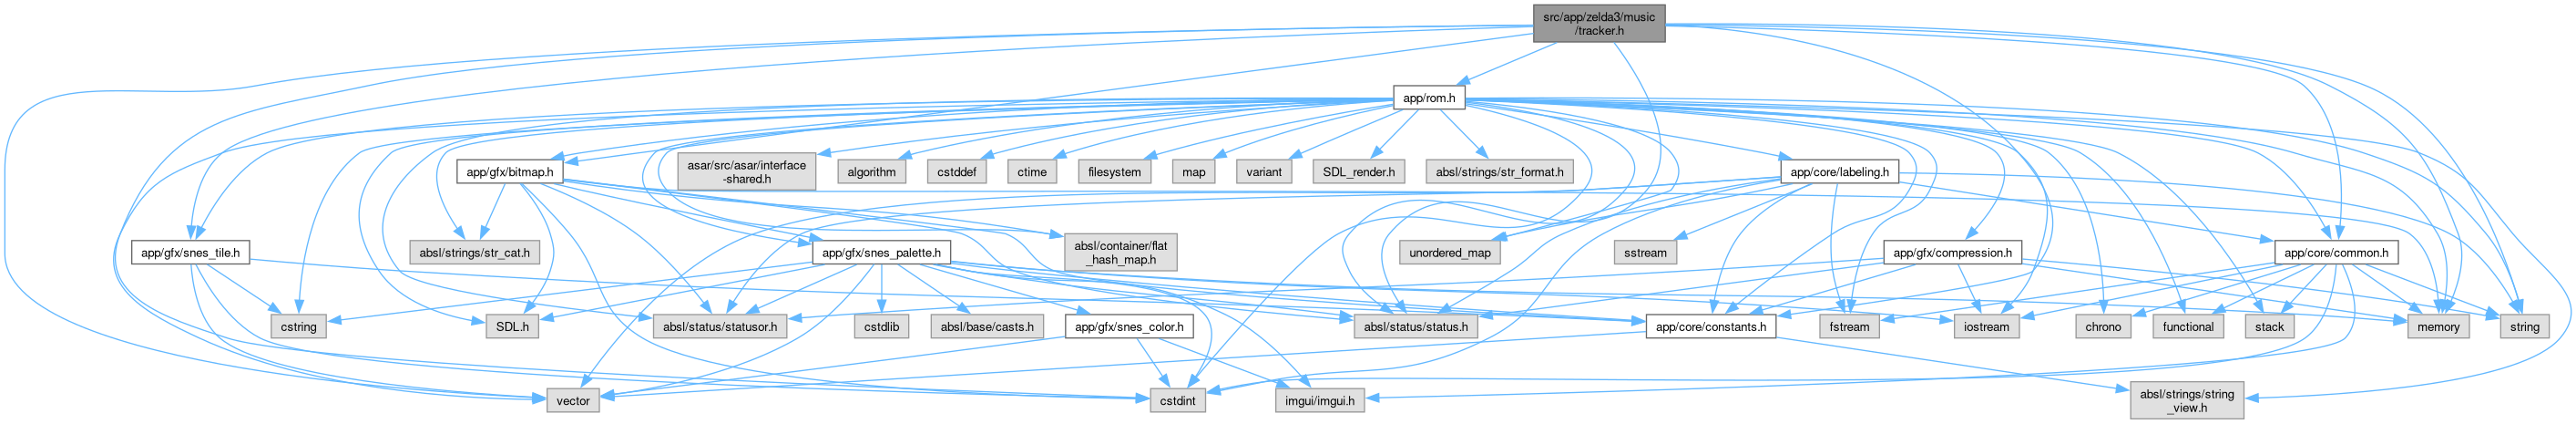 src/app/zelda3/music
/tracker.h
app/rom.h
app/gfx/bitmap.h
asar/src/asar/interface
-shared.h
algorithm
cstddef
ctime
filesystem
map
variant
SDL_render.h
absl/strings/str_format.h
app/core/labeling.h
app/gfx/snes_tile.h
absl/strings/str_cat.h
app/gfx/snes_palette.h
absl/container/flat
_hash_map.h
unordered_map
sstream
app/gfx/compression.h
app/core/common.h
cstring
SDL.h
absl/status/statusor.h
cstdlib
absl/base/casts.h
app/gfx/snes_color.h
absl/status/status.h
app/core/constants.h
fstream
iostream
chrono
functional
stack
memory
string
vector
cstdint
imgui/imgui.h
absl/strings/string
_view.h